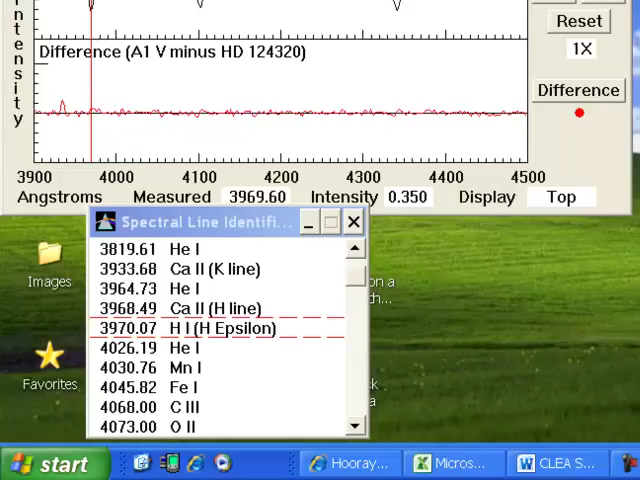 Intensity
Reset
1X
Difference (A1 V minus HD 124320)
Difference
3900 4000 4100 4200 4300 4400 4500
Angstroms Measured 3969.60 Intensity 0.350 Display Top
Spectral Line Identifi...
3819.61 He I
3933.68 Ca II (K line)
3964.73 He I
3968.49 Ca II (H line)
3970.07 H I (H Epsilon)
4026.19 He I
4030.76 Mn I
4045.82 Fe I
4068.00 C III
4073.00 O II
Images
Favorites
on a
start
Hooray...
Micros...
CLEA S...